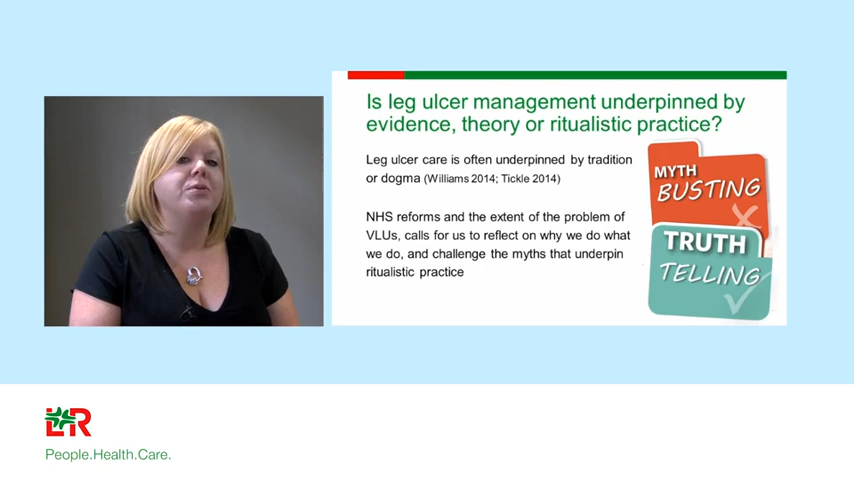 Is leg ulcer management underpinned by
evidence, theory or ritualistic practice?
Leg ulcer care is often underpinned by tradition
or dogma (Williams 2014; Tickle 2014)
NHS reforms and the extent of the problem of
VLUs, calls for us to reflect on why we do what
we do, and challenge the myths that underpin
ritualistic practice
MYTH
BUSTING
TRUTH
TELLING
L&R
People.Health.Care.